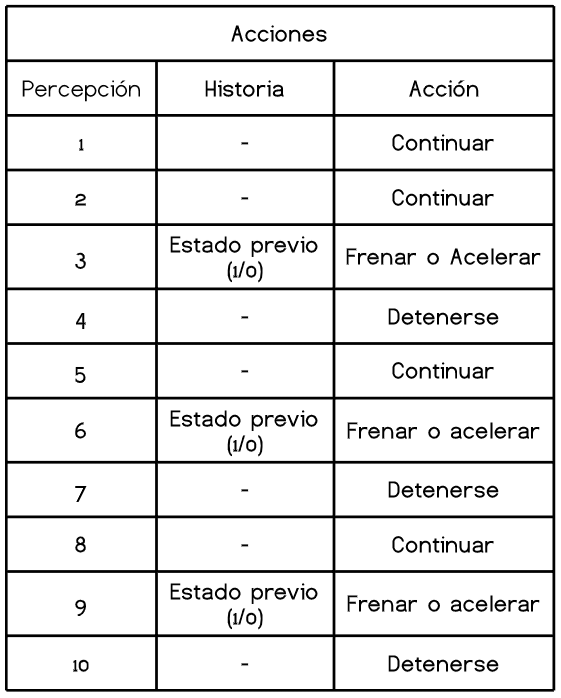 Acciones
Percepción Historia Acción
1 - Continuar
2 - Continuar
3 Estado previo (1/0) Frenar o Acelerar
4 - Detenerse
5 - Continuar
6 Estado previo (1/0) Frenar o acelerar
7 - Detenerse
8 - Continuar
9 Estado previo (1/0) Frenar o acelerar
10 - Detenerse